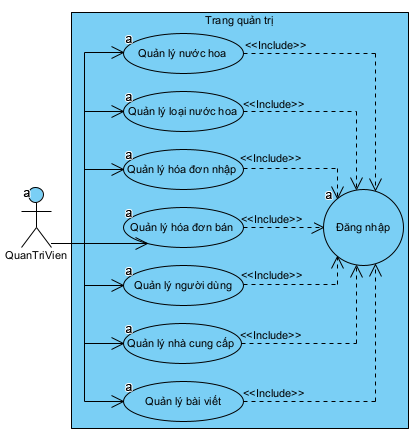 Trang quản trị
a
Quản lý nước hoa
<<Include>>
a
Quản lý loại nước hoa
<<Include>>
a
Quản lý hóa đơn nhập
<<Include>>
a
QuanTriVien
a
Quản lý hóa đơn bán
<<Include>>
a
Đăng nhập
a
Quản lý người dùng
<<Include>>
a
Quản lý nhà cung cấp
<<Include>>
a
Quản lý bài viết
<<Include>>